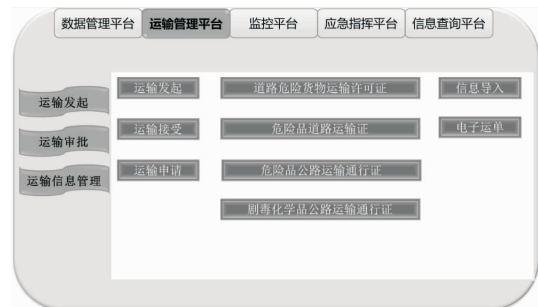 数据管理平台 运输管理平台 监控平台 应急指挥平台 信息查询平台
运输发起
运输审批
运输信息管理
运输发起 道路危险货物运输许可证 信息导入
运输接受 危险品道路运输证 电子运单
运输申请 危险品公路运输通行证
剧毒化学品公路运输通行证